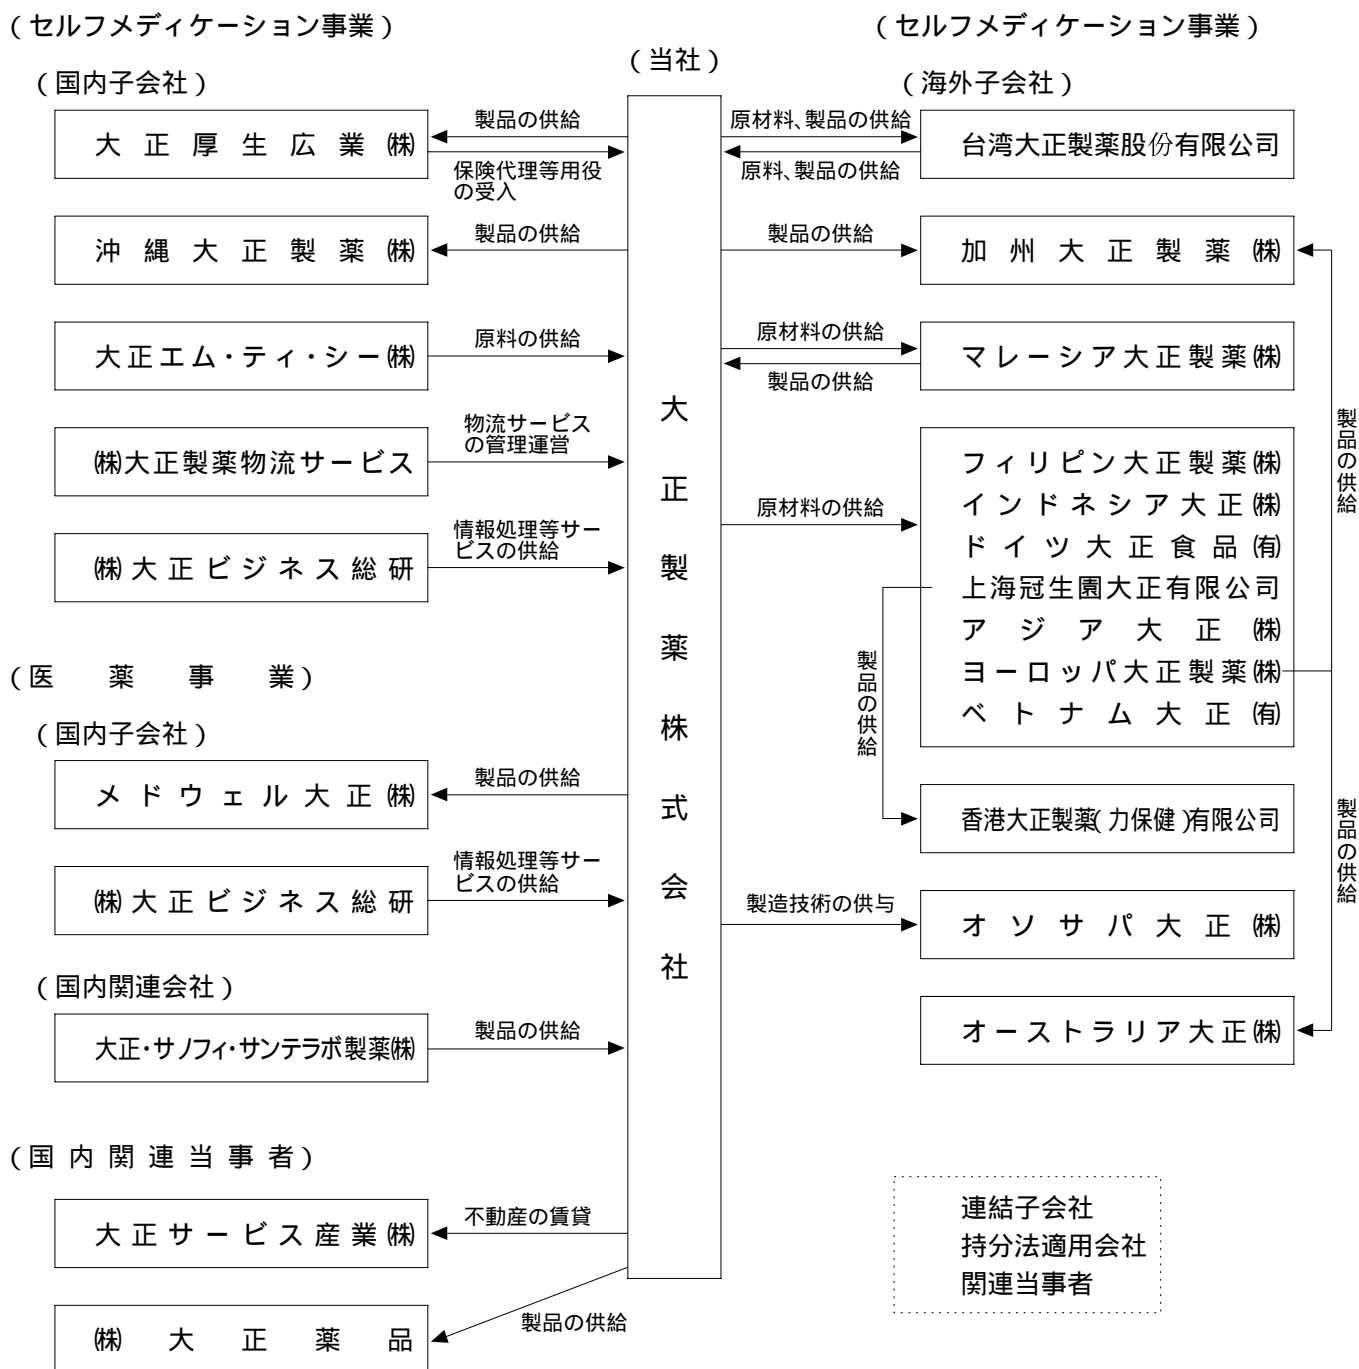 (セルフメディケーション事業)
(国内子会社)
大正厚生広業㈱
製品の供給
保険代理等用役
の受入
沖縄大正製薬㈱
製品の供給
大正エム・ティ・シー㈱
原料の供給
㈱大正製薬物流サービス
物流サービス
の管理運営
㈱大正ビジネス総研
情報処理等サー
ビスの供給
(医薬事業)
(国内子会社)
メドウェル大正㈱
製品の供給
㈱大正ビジネス総研
情報処理等サー
ビスの供給
(国内関連会社)
大正・サノフィ・サンテラボ製薬㈱
製品の供給
(国内関連当事者)
大正サービス産業㈱
不動産の賃貸
㈱大正薬品
製品の供給
(当社)
大正製薬株式会社
(セルフメディケーション事業)
(海外子会社)
原材料、製品の供給
原料、製品の供給
台湾大正製薬股份有限公司
製品の供給
加州大正製薬㈱
原材料の供給
製品の供給
マレーシア大正製薬㈱
原材料の供給
フィリピン大正製薬㈱
インドネシア大正㈱
ドイツ大正食品㈲
上海冠生園大正有限公司
アジア大正㈱
ヨーロッパ大正製薬㈱
ベトナム大正㈲
製品の供給
製品の供給
製品の供給
香港大正製薬(力保健)有限公司
製造技術の供与
オソサパ大正㈱
オーストラリア大正㈱
連結子会社
持分法適用会社
関連当事者